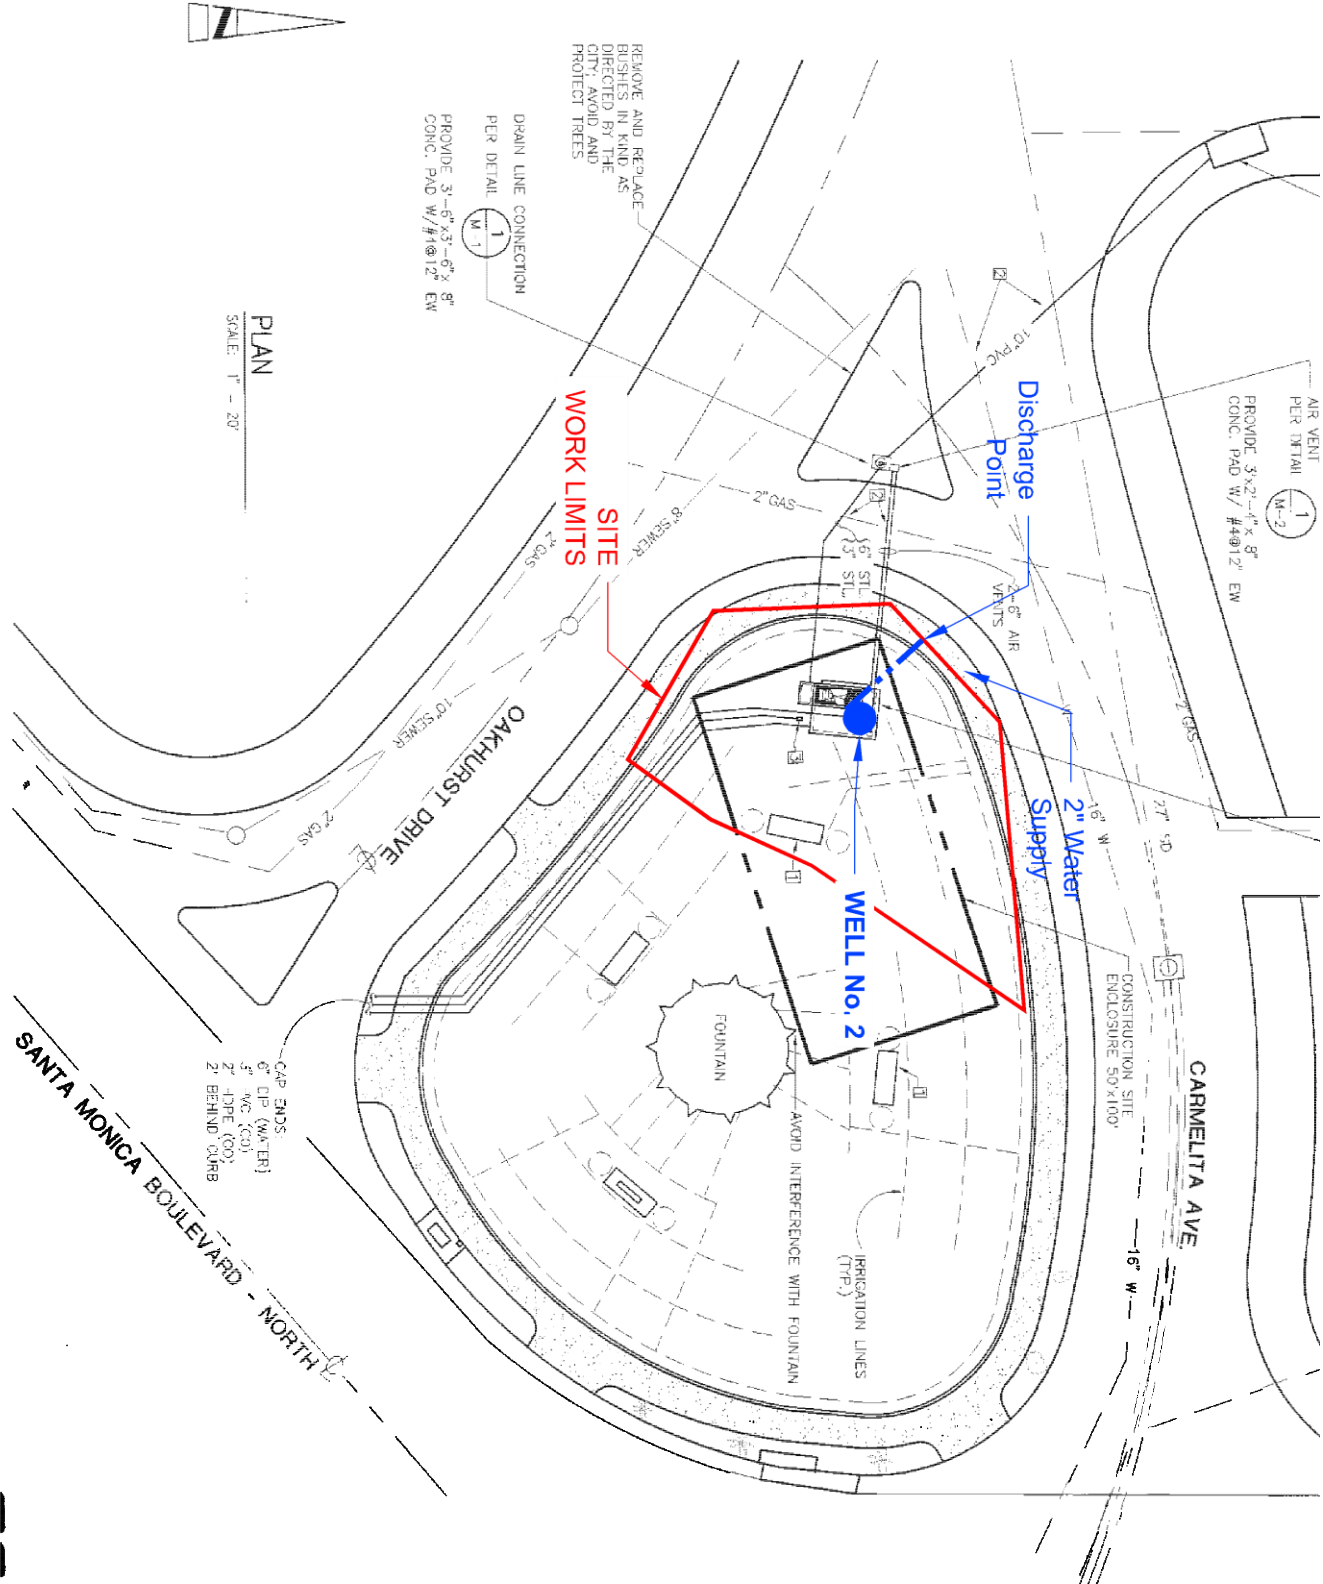 REMOVE AND REPLACE
BUSHES IN KIND AS
DIRECTED BY THE
CITY; AVOID AND
PROTECT TREES
DRAIN LINE CONNECTION
PER DETAIL
1
M-1
PROVIDE 3'-6"x3'-6"x 8"
CONC. PAD W/#4@12" EW
AIR VENT
PER DETAIL
1
M-2
PROVIDE 3'x2'-4"x 8"
CONC. PAD W/ #4@12" EW
PLAN
SCALE: 1" - 20'
SITE
WORK LIMITS
Discharge
Point
2" Water
Supply
WELL No. 2
2
10"PVC
2
2" GAS
8" SEWER
2" GAS
10"SEWER
2"GAS
6" STL
3" STL
2-6" AIR
VENTS
W
2" GAS
16" W
27" SD
3
1
1
OAKHURST DRIVE
CONSTRUCTION SITE
ENCLOSURE 50'x100'
CARMELITA AVE.
16" W
FOUNTAIN
AVOID INTERFERENCE WITH FOUNTAIN
IRRIGATION LINES
(TYP.)
CAP ENDS:
2" HDPE (CO)
2' BEHIND CURB
SANTA MONICA BOULEVARD - NORTH